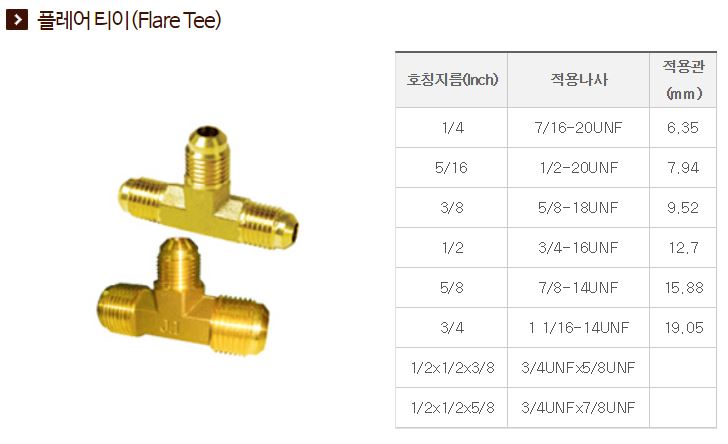 플레어 티이(Flare Tee)
호칭지름(Inch) 적용나사 적용관(mm)
1/4 7/16-20UNF 6.35
5/16 1/2-20UNF 7.94
3/8 5/8-18UNF 9.52
1/2 3/4-16UNF 12.7
5/8 7/8-14UNF 15.88
3/4 1 1/16-14UNF 19.05
1/2x1/2x3/8 3/4UNFx5/8UNF
1/2x1/2x5/8 3/4UNFx7/8UNF